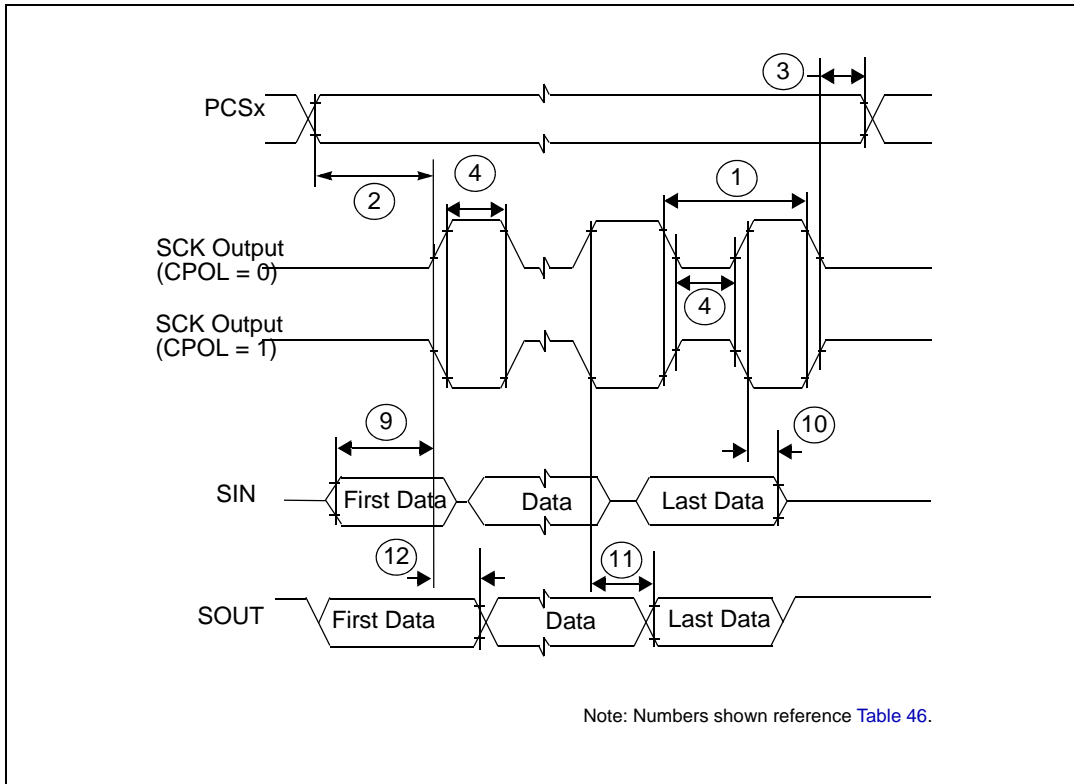 3
PCSx
2
4
1
SCK Output
(CPOL = 0)
4
SCK Output
(CPOL = 1)
9
10
SIN
First Data
Data
Last Data
12
11
SOUT
First Data
Data
Last Data
Note: Numbers shown reference Table 46.